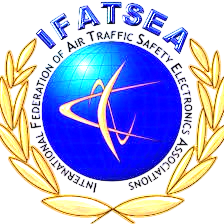 IFATSEA
INTERNATIONAL FEDERATION OF AIR TRAFFIC SAFETY ELECTRONICS ASSOCIATIONS